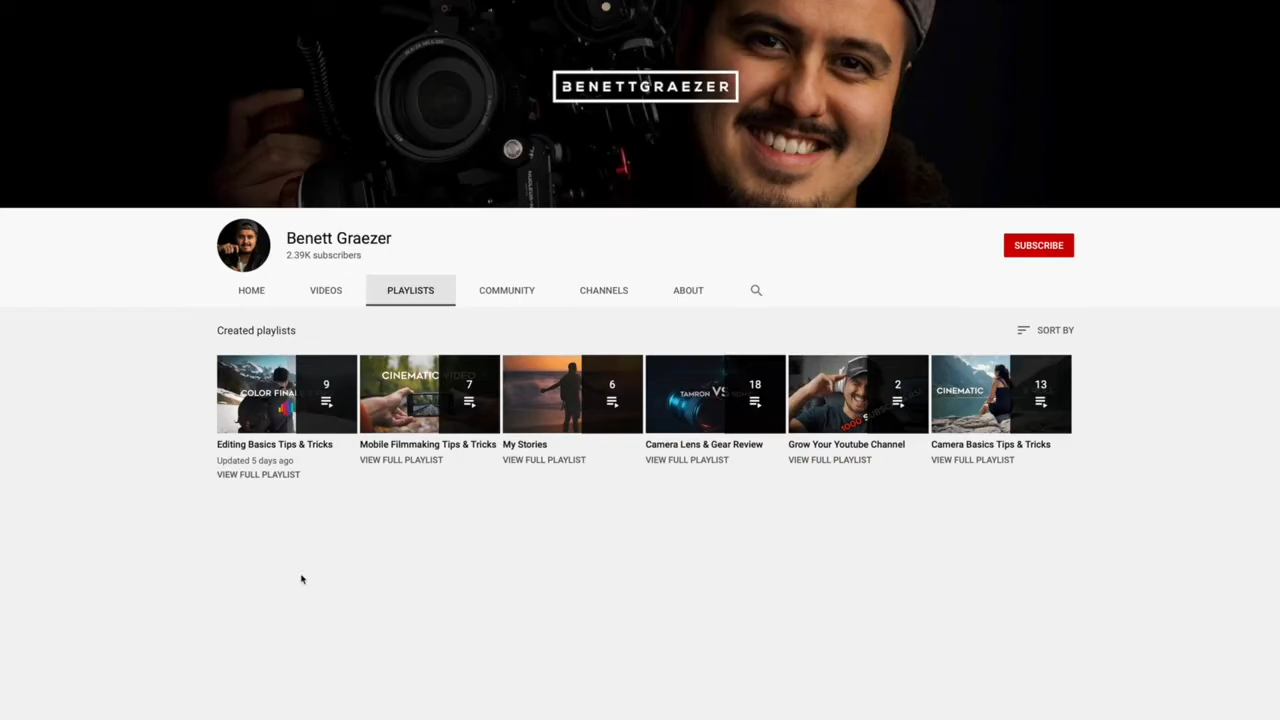 BENETTGRAEZER
Benett Graezer
2.39K subscribers
SUBSCRIBE
HOME VIDEOS PLAYLISTS COMMUNITY CHANNELS ABOUT
Created playlists
SORT BY
COLOR FINAL 9
CINEMATIC VIDEO 7
6
TAMRON VS 18
1000 2
CINEMATIC 13
Editing Basics Tips & Tricks
Updated 5 days ago
VIEW FULL PLAYLIST
Mobile Filmmaking Tips & Tricks
VIEW FULL PLAYLIST
My Stories
VIEW FULL PLAYLIST
Camera Lens & Gear Review
VIEW FULL PLAYLIST
Grow Your Youtube Channel
VIEW FULL PLAYLIST
Camera Basics Tips & Tricks
VIEW FULL PLAYLIST